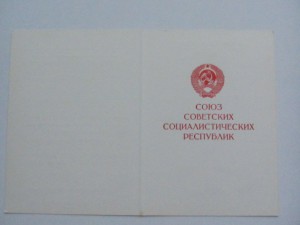 СОЮЗ
СОВЕТСКИХ
СОЦИАЛИСТИЧЕСКИХ
РЕСПУБЛИК